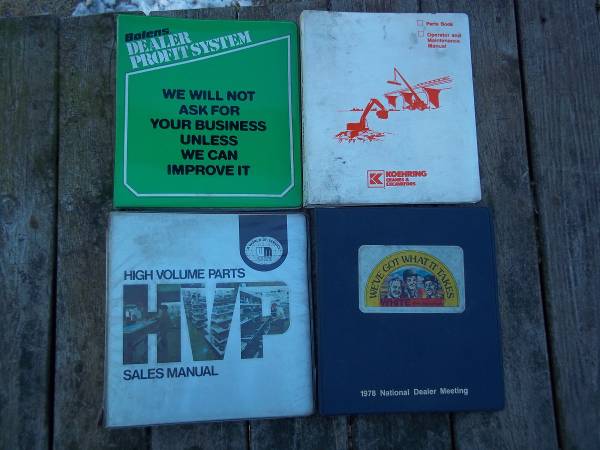 Bolens
DEALER
PROFIT SYSTEM
WE WILL NOT
ASK FOR
YOUR BUSINESS
UNLESS
WE CAN
IMPROVE IT
Parts Book
Operator and
Maintenance
Manual
KOEHRING
CRANES &
EXCAVATORS
HIGH VOLUME PARTS
HVP
SALES MANUAL
WE'VE GOT WHAT IT TAKES
WHITE
1978 National Dealer Meeting